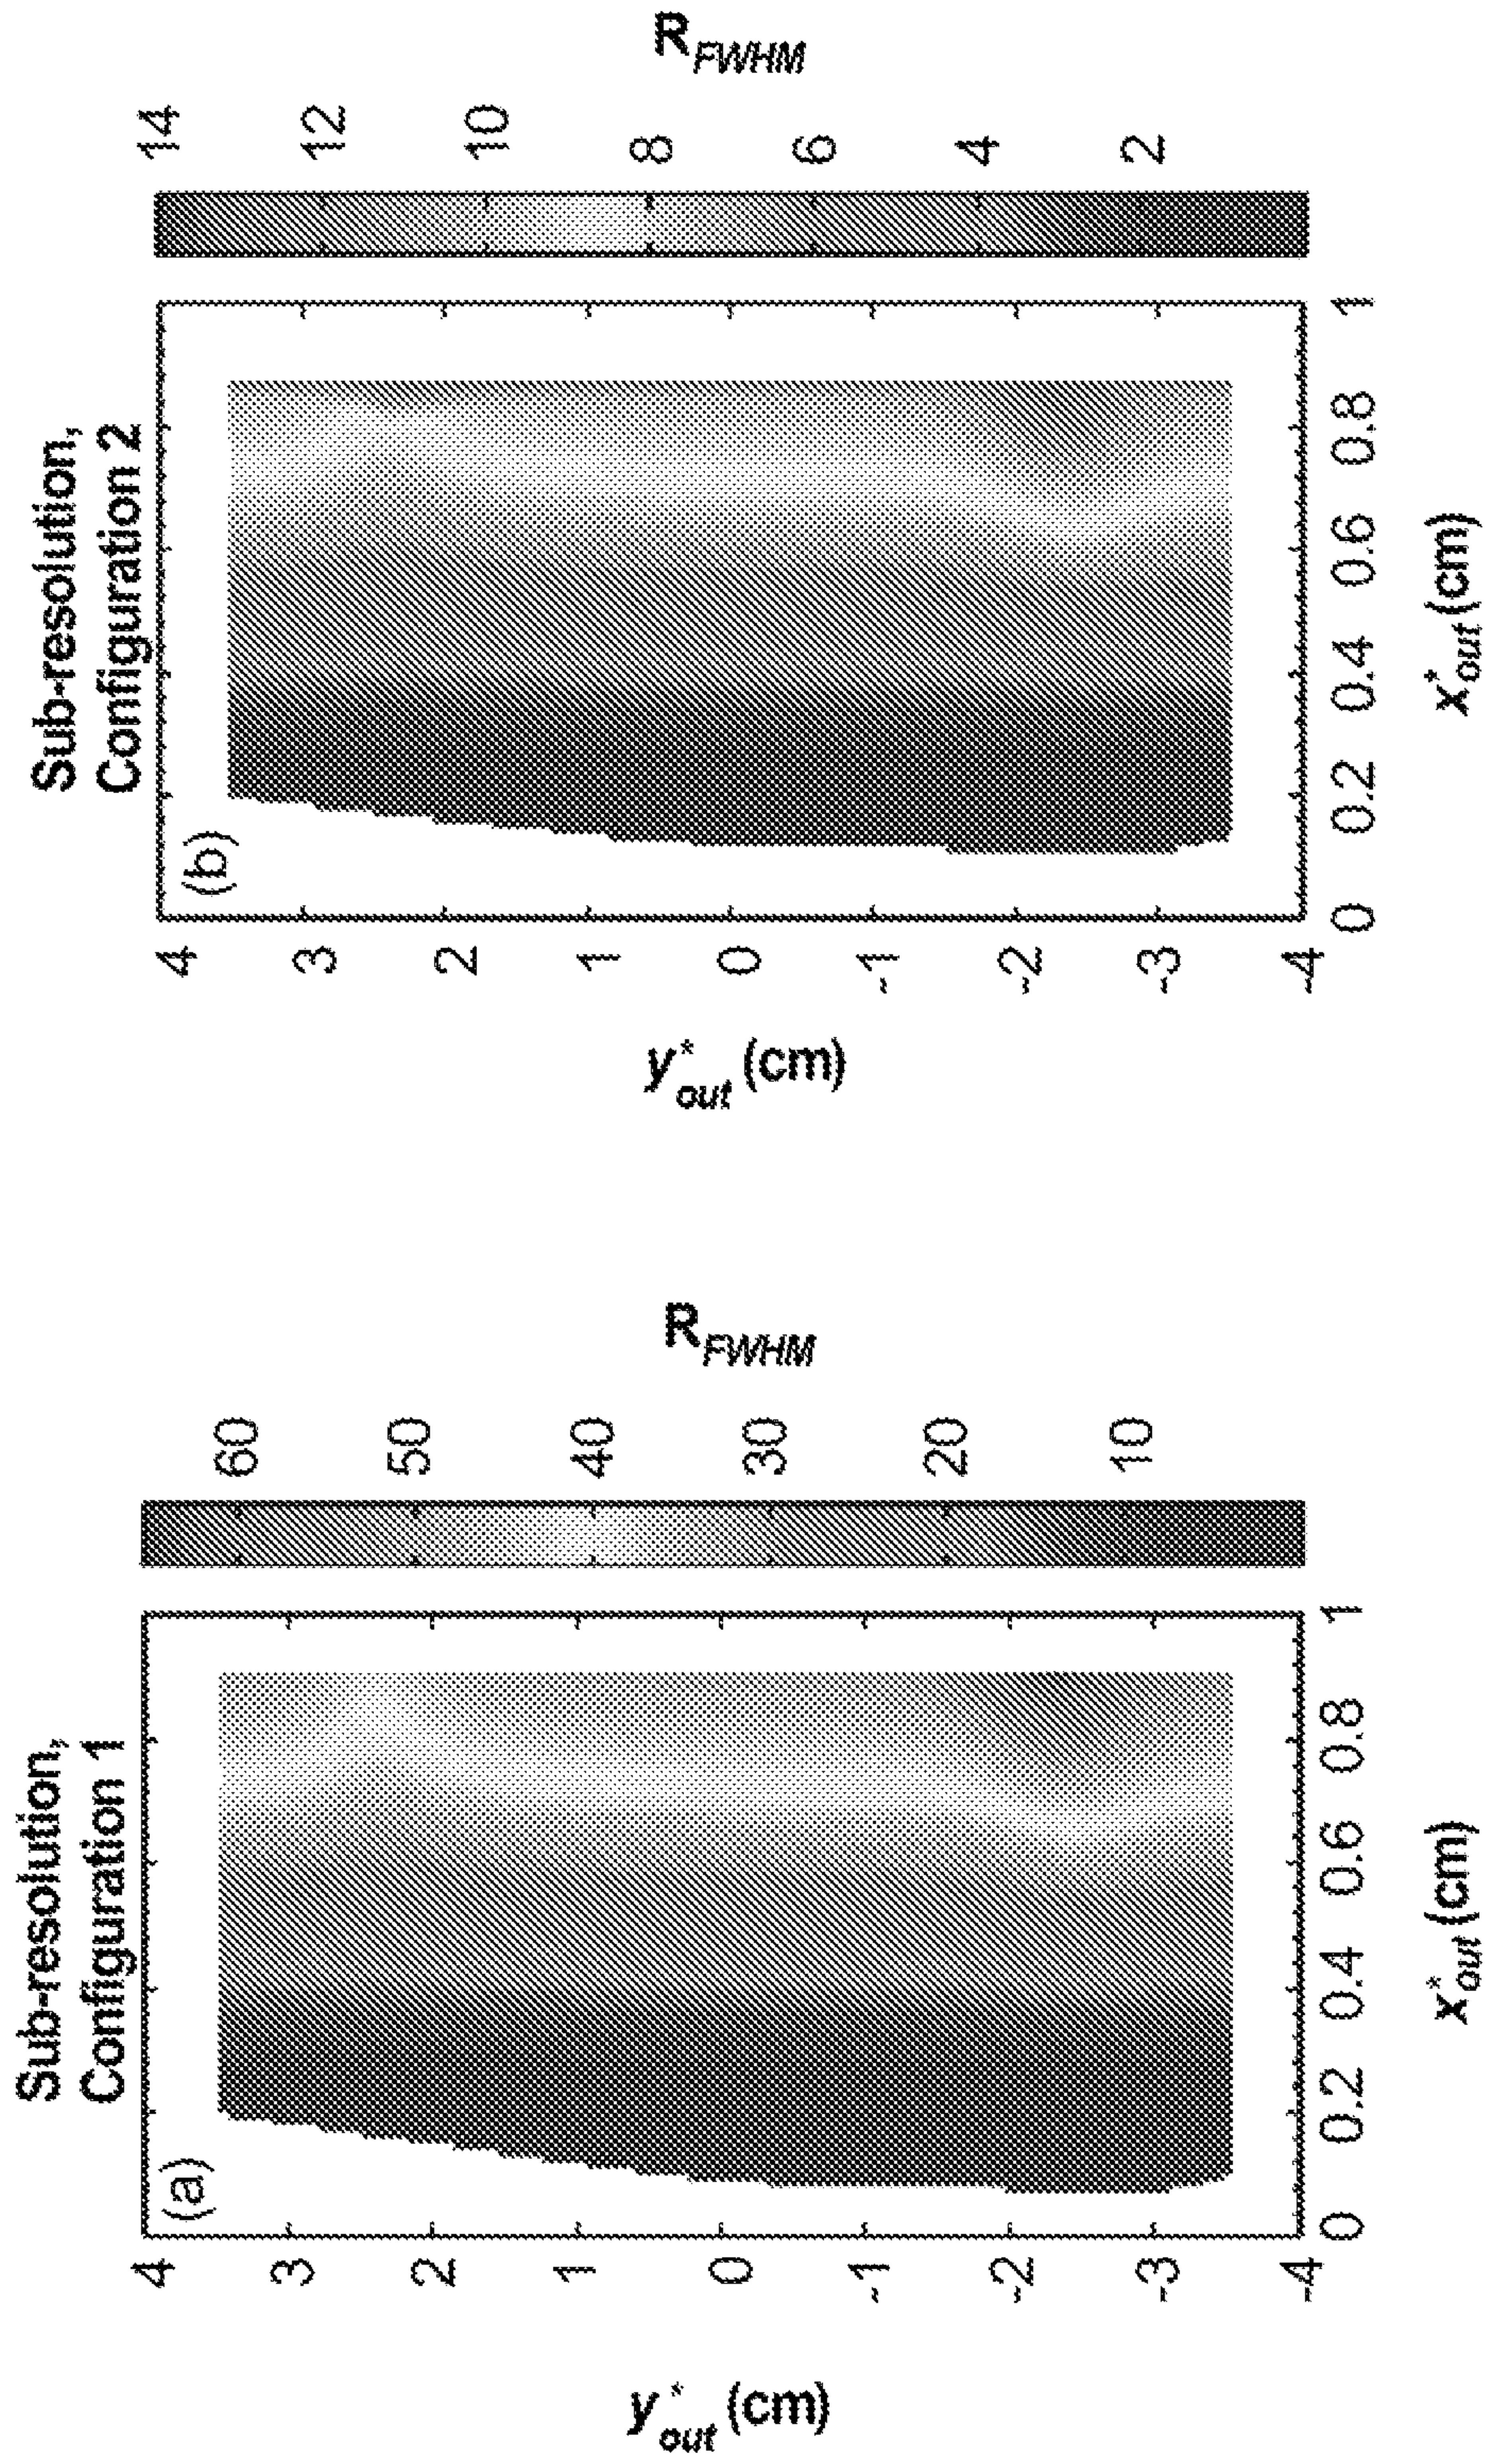 Sub-resolution,
Configuration 1
(a)
4
3
2
1
0
-1
-2
-3
-4
y*out (cm)
0 0.2 0.4 0.6 0.8 1
x*out (cm)
60
50
40
30
20
10
RFWHM
Sub-resolution,
Configuration 2
(b)
4
3
2
1
0
-1
-2
-3
-4
y*out (cm)
0 0.2 0.4 0.6 0.8 1
x*out (cm)
14
12
10
8
6
4
2
RFWHM